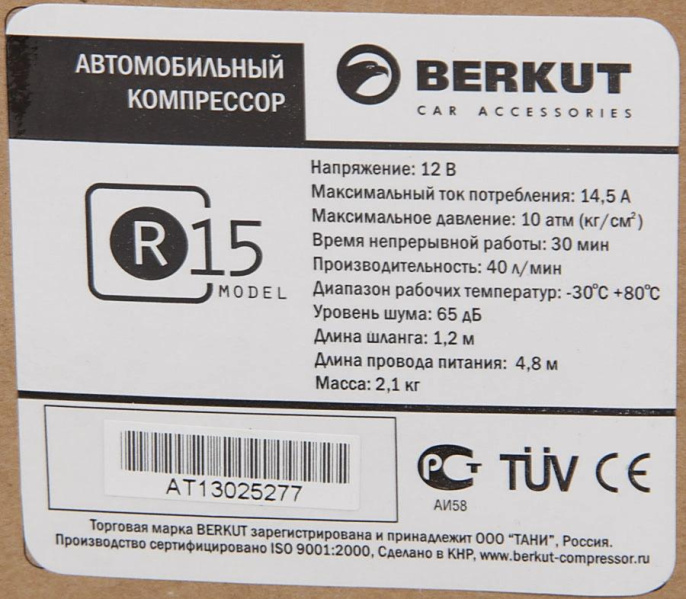 АВТОМОБИЛЬНЫЙ
КОМПРЕССОР
BERKUT
CAR ACCESSORIES
R15
MODEL
Напряжение: 12 В
Максимальный ток потребления: 14,5 А
Максимальное давление: 10 атм (кг/см²)
Время непрерывной работы: 30 мин
Производительность: 40 л/мин
Диапазон рабочих температур: -30°С +80°С
Уровень шума: 65 дБ
Длина шланга: 1,2 м
Длина провода питания: 4,8 м
Масса: 2,1 кг
AT13025277
РСТ TÜV CE
АИ58
Торговая марка BERKUT зарегистрирована и принадлежит ООО "ТАНИ", Россия.
Производство сертифицировано ISO 9001:2000, Сделано в КНР, www.berkut-compressor.ru